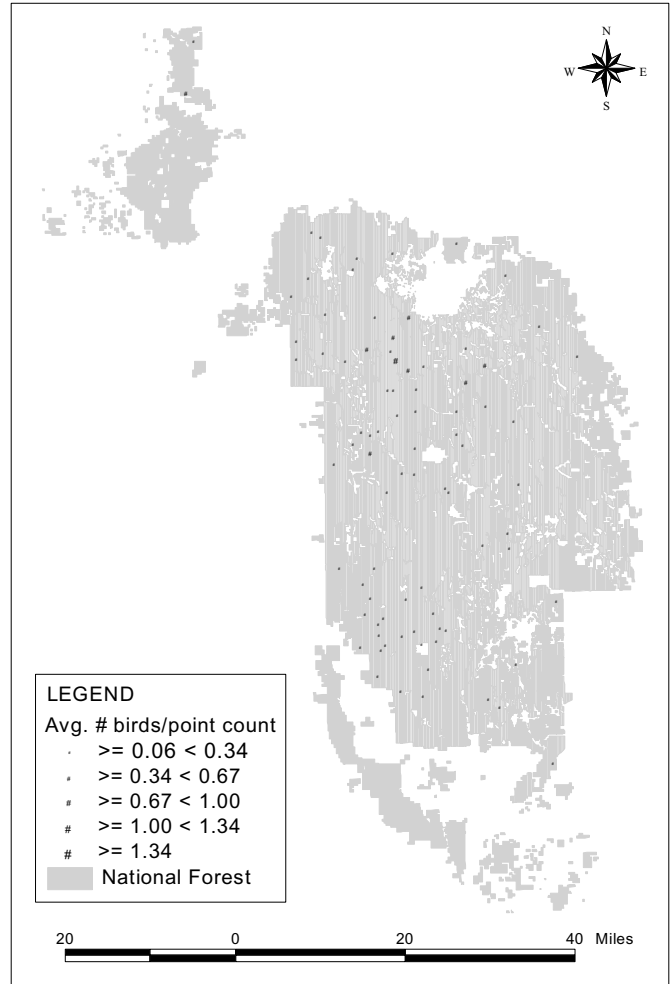 N
W E
S
LEGEND
Avg. # birds/point count
>= 0.06 < 0.34
>= 0.34 < 0.67
# >= 0.67 < 1.00
# >= 1.00 < 1.34
# >= 1.34
National Forest
20 0 20 40 Miles